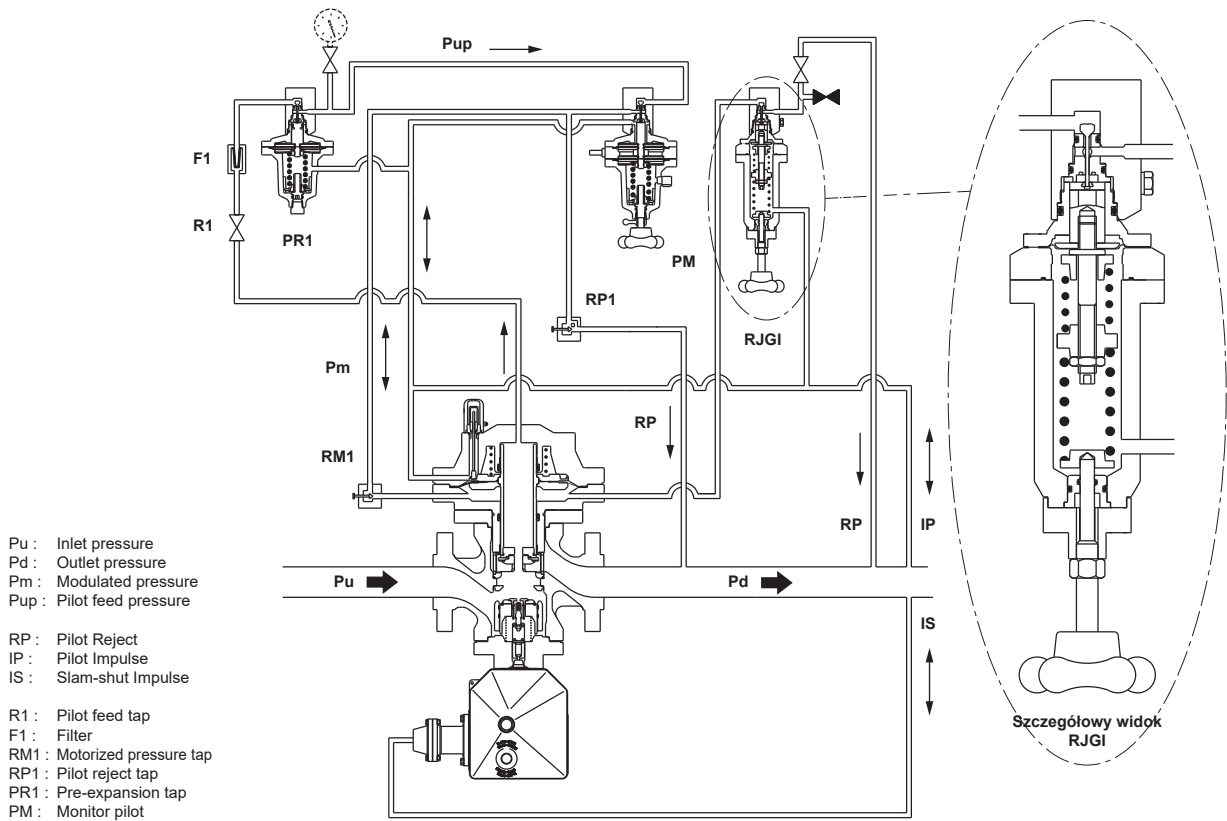 Pup
F1
R1
PR1
PM
RP1
RJGI
Pm
RP
RM1
RP
IP
Pu
Pd
IS
Pu : Inlet pressure
Pd : Outlet pressure
Pm : Modulated pressure
Pup : Pilot feed pressure
RP : Pilot Reject
IP : Pilot Impulse
IS : Slam-shut Impulse
R1 : Pilot feed tap
F1 : Filter
RM1 : Motorized pressure tap
RP1 : Pilot reject tap
PR1 : Pre-expansion tap
PM : Monitor pilot
Szczegółowy widok
RJGI